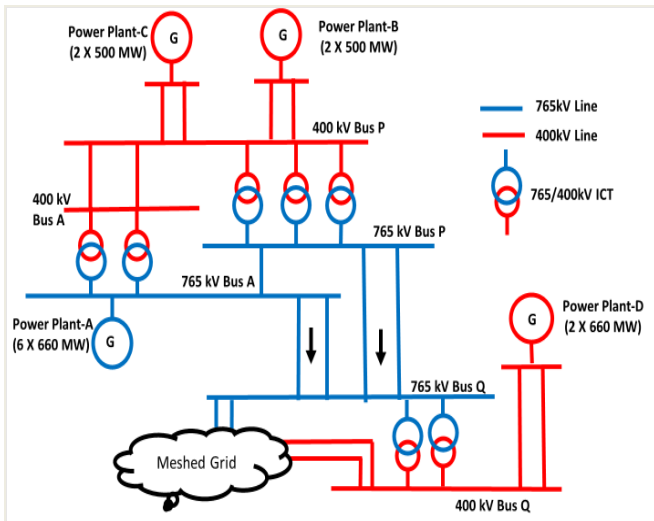 Power Plant-C
(2 X 500 MW)
G
G
Power Plant-B
(2 X 500 MW)
765kV Line
400kV Line
765/400kV ICT
400 kV Bus P
400 kV
Bus A
765 kV Bus P
765 kV Bus A
Power Plant-A
(6 X 660 MW)
G
G
Power Plant-D
(2 X 660 MW)
765 kV Bus Q
Meshed Grid
400 kV Bus Q